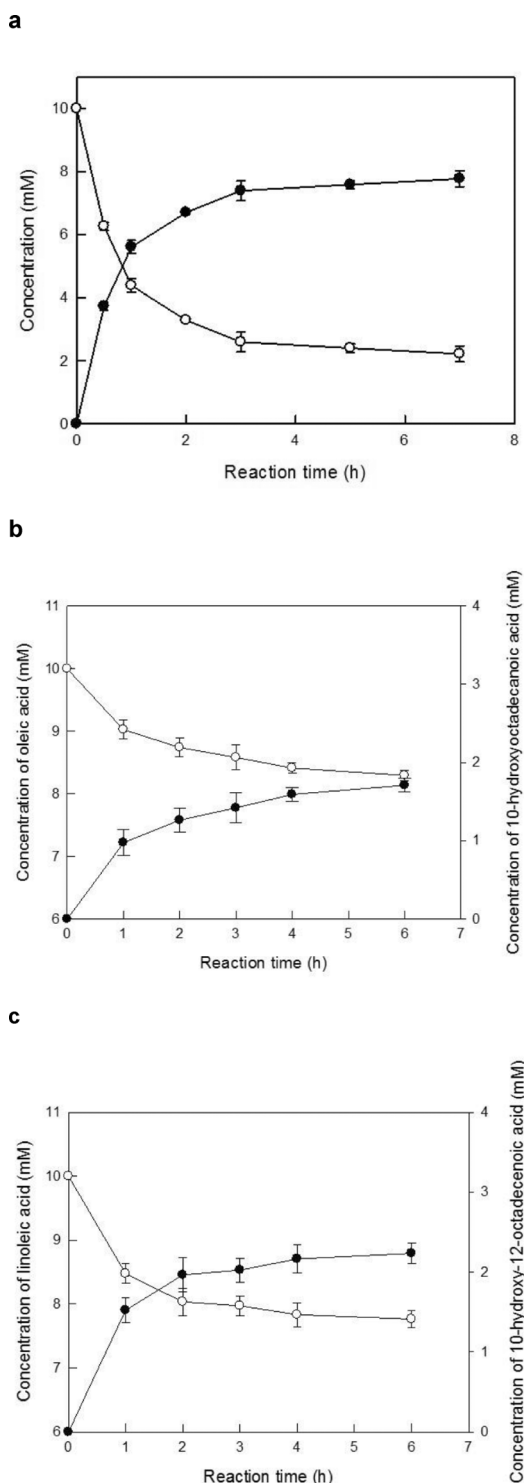 a
10
8
6
4
2
0
Concentration (mM)
0 2 4 6 8
Reaction time (h)
b
11
10
9
8
7
6
Concentration of oleic acid (mM)
4
3
2
1
0
Concentration of 10-hydroxyoctadecanoic acid (mM)
0 1 2 3 4 5 6 7
Reaction time (h)
c
11
10
9
8
7
6
Concentration of linoleic acid (mM)
4
3
2
1
0
Concentration of 10-hydroxy-12-octadecenoic acid (mM)
0 1 2 3 4 5 6 7
Reaction time (h)